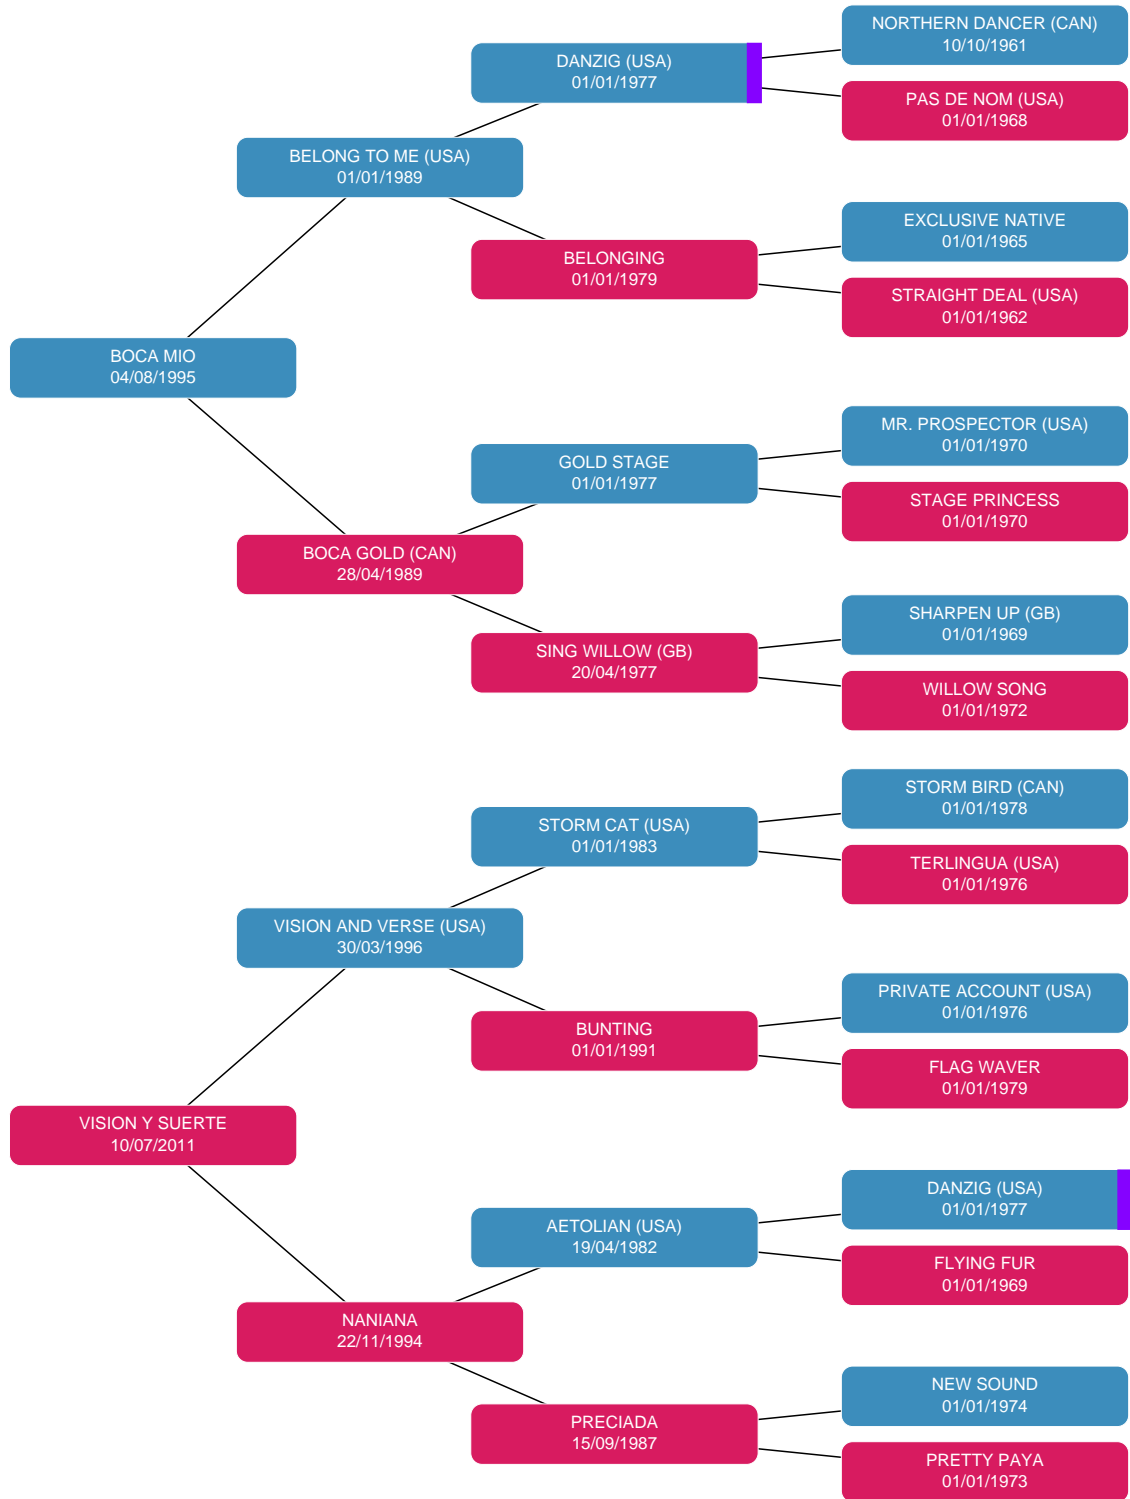 NORTHERN DANCER (CAN)
10/10/1961
DANZIG (USA)
01/01/1977
PAS DE NOM (USA)
01/01/1968
BELONG TO ME (USA)
01/01/1989
EXCLUSIVE NATIVE
01/01/1965
BELONGING
01/01/1979
STRAIGHT DEAL (USA)
01/01/1962
BOCA MIO
04/08/1995
MR. PROSPECTOR (USA)
01/01/1970
GOLD STAGE
01/01/1977
STAGE PRINCESS
01/01/1970
BOCA GOLD (CAN)
28/04/1989
SHARPEN UP (GB)
01/01/1969
SING WILLOW (GB)
20/04/1977
WILLOW SONG
01/01/1972
STORM BIRD (CAN)
01/01/1978
STORM CAT (USA)
01/01/1983
TERLINGUA (USA)
01/01/1976
VISION AND VERSE (USA)
30/03/1996
PRIVATE ACCOUNT (USA)
01/01/1976
BUNTING
01/01/1991
FLAG WAVER
01/01/1979
VISION Y SUERTE
10/07/2011
DANZIG (USA)
01/01/1977
AETOLIAN (USA)
19/04/1982
FLYING FUR
01/01/1969
NANIANA
22/11/1994
NEW SOUND
01/01/1974
PRECIADA
15/09/1987
PRETTY PAYA
01/01/1973